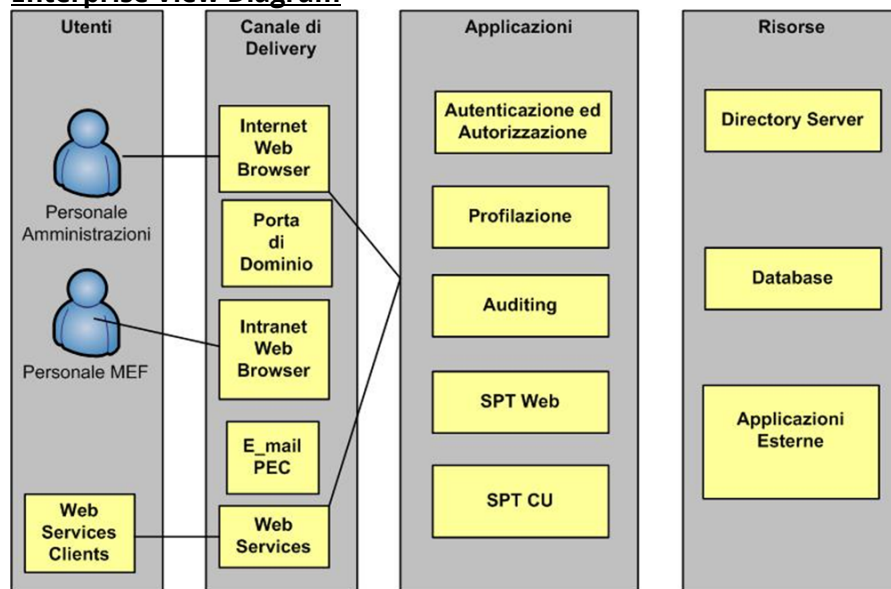 Enterprise View Diagram
Utenti
Personale
Amministrazioni
Personale MEF
Web
Services
Clients
Canale di
Delivery
Internet
Web
Browser
Porta
di
Dominio
Intranet
Web
Browser
E_mail
PEC
Web
Services
Applicazioni
Autenticazione ed
Autorizzazione
Profilazione
Auditing
SPT Web
SPT CU
Risorse
Directory Server
Database
Applicazioni
Esterne